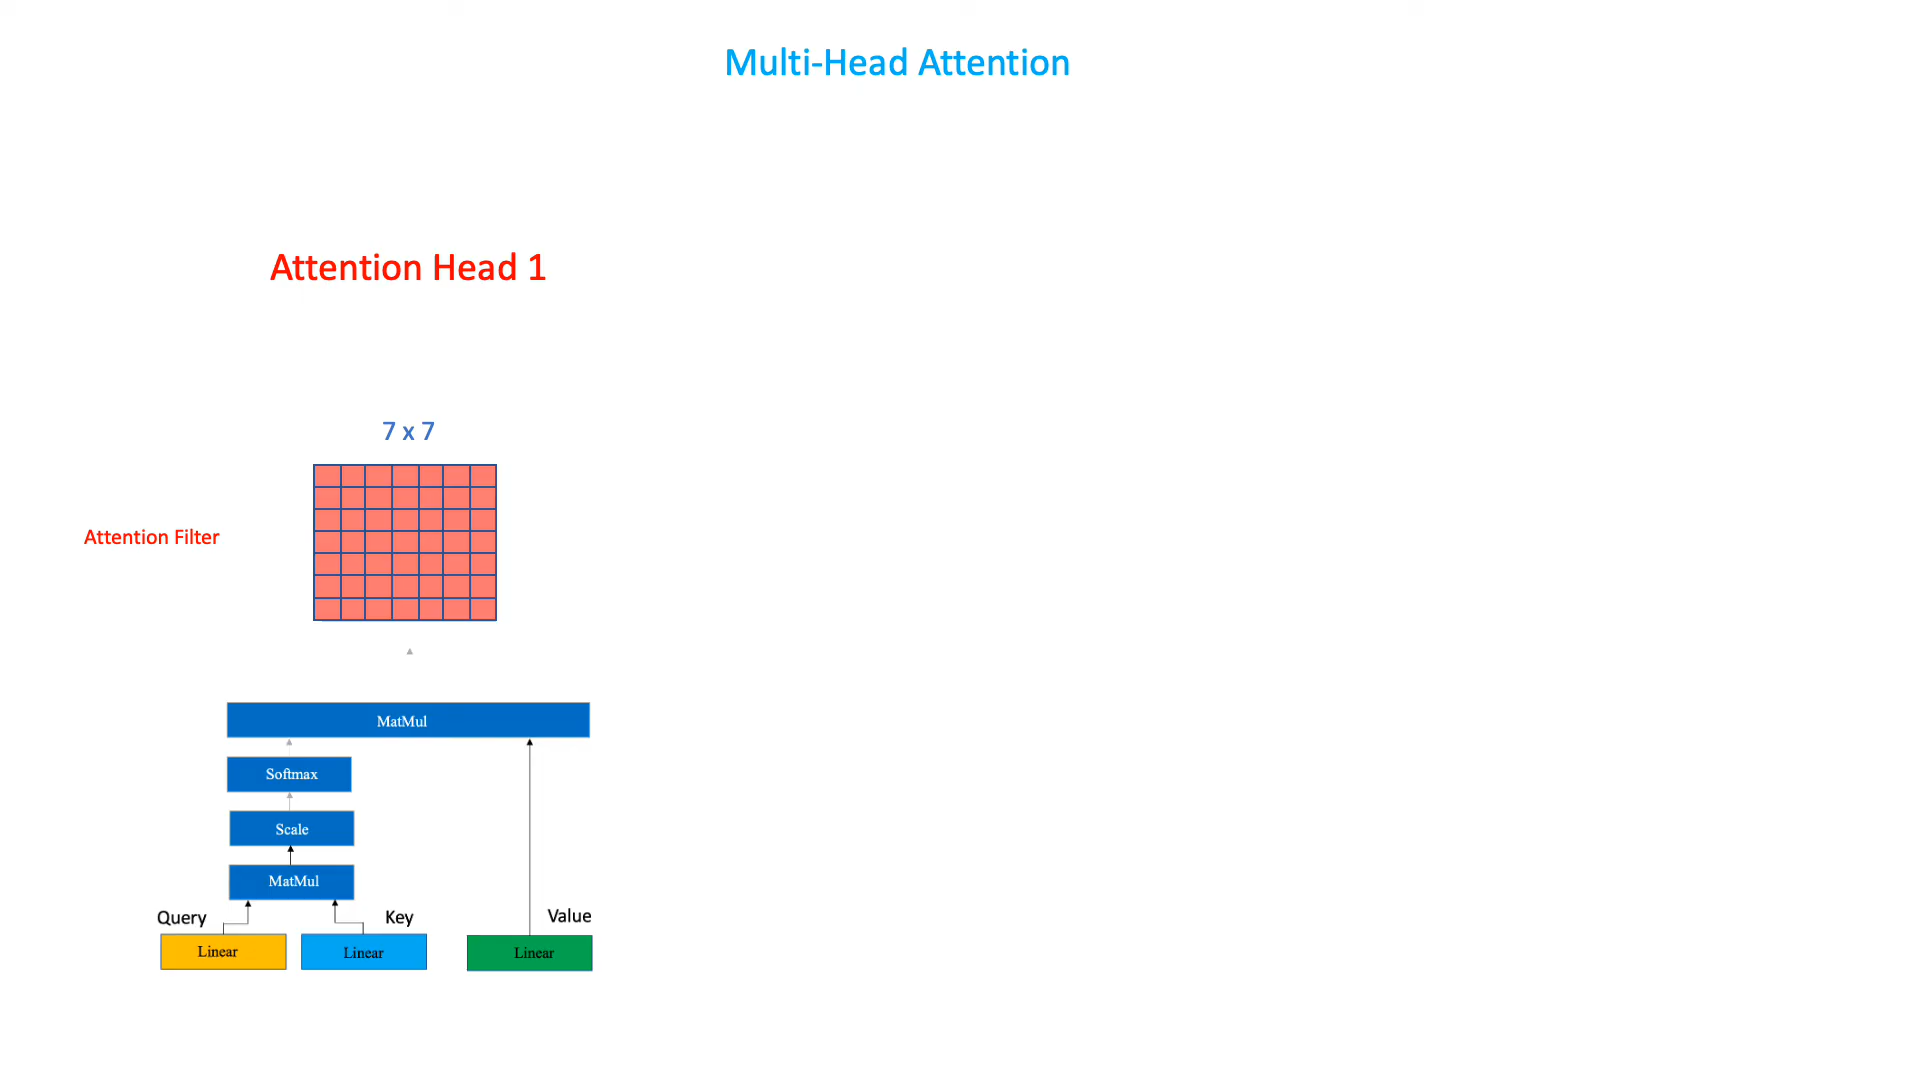 Multi-Head Attention
Attention Head 1
7 x 7
Attention Filter
MatMul
Softmax
Scale
MatMul
Query
Key
Value
Linear
Linear
Linear